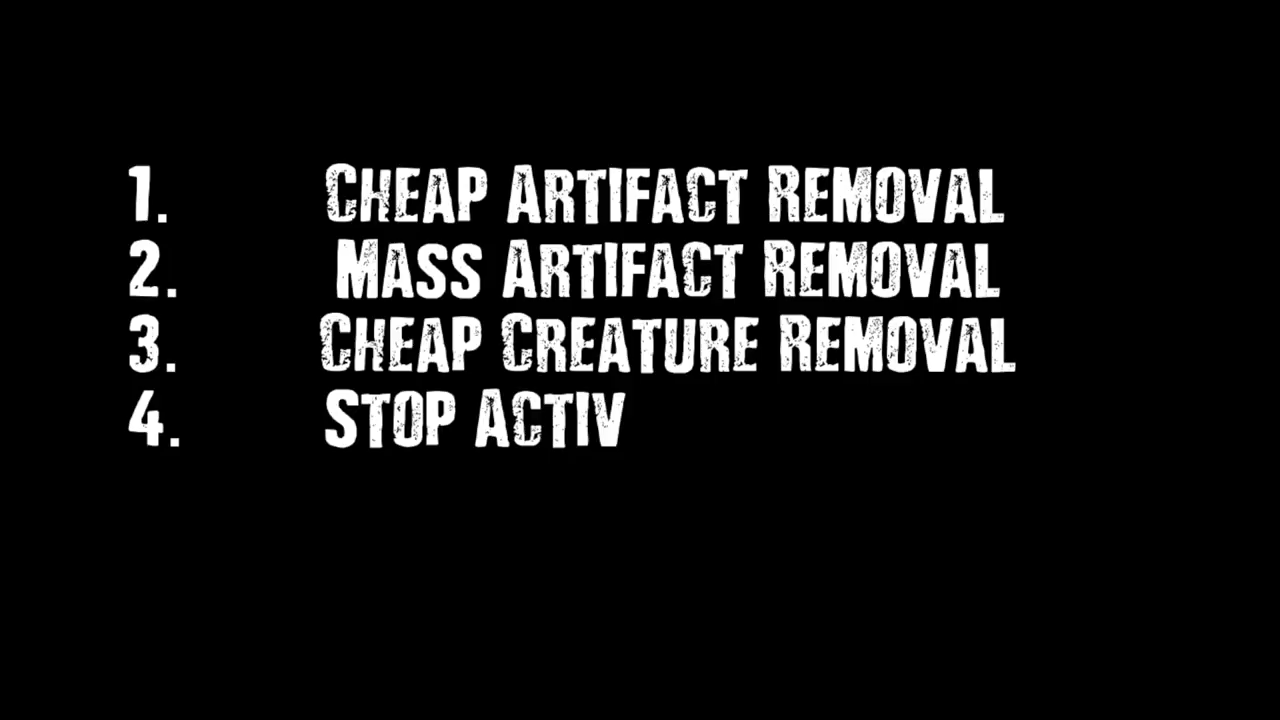 1. Cheap Artifact Removal
2. Mass Artifact Removal
3. Cheap Creature Removal
4. Stop Activ